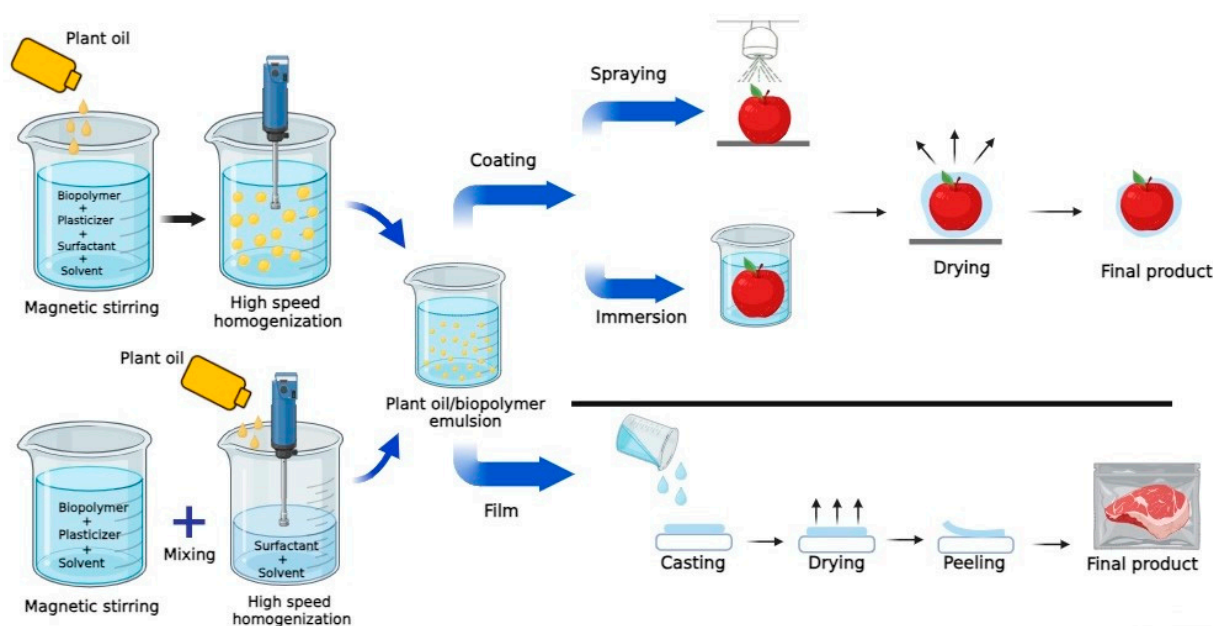 Plant oil
Biopolymer
+
Plasticizer
+
Surfactant
+
Solvent
Magnetic stirring
High speed
homogenization
Plant oil
Biopolymer
+
Plasticizer
+
Solvent
Magnetic stirring
+
Mixing
Surfactant
+
Solvent
High speed
homogenization
Plant oil/biopolymer
emulsion
Coating
Spraying
Immersion
Drying
Final product
Film
Casting
Drying
Peeling
Final product